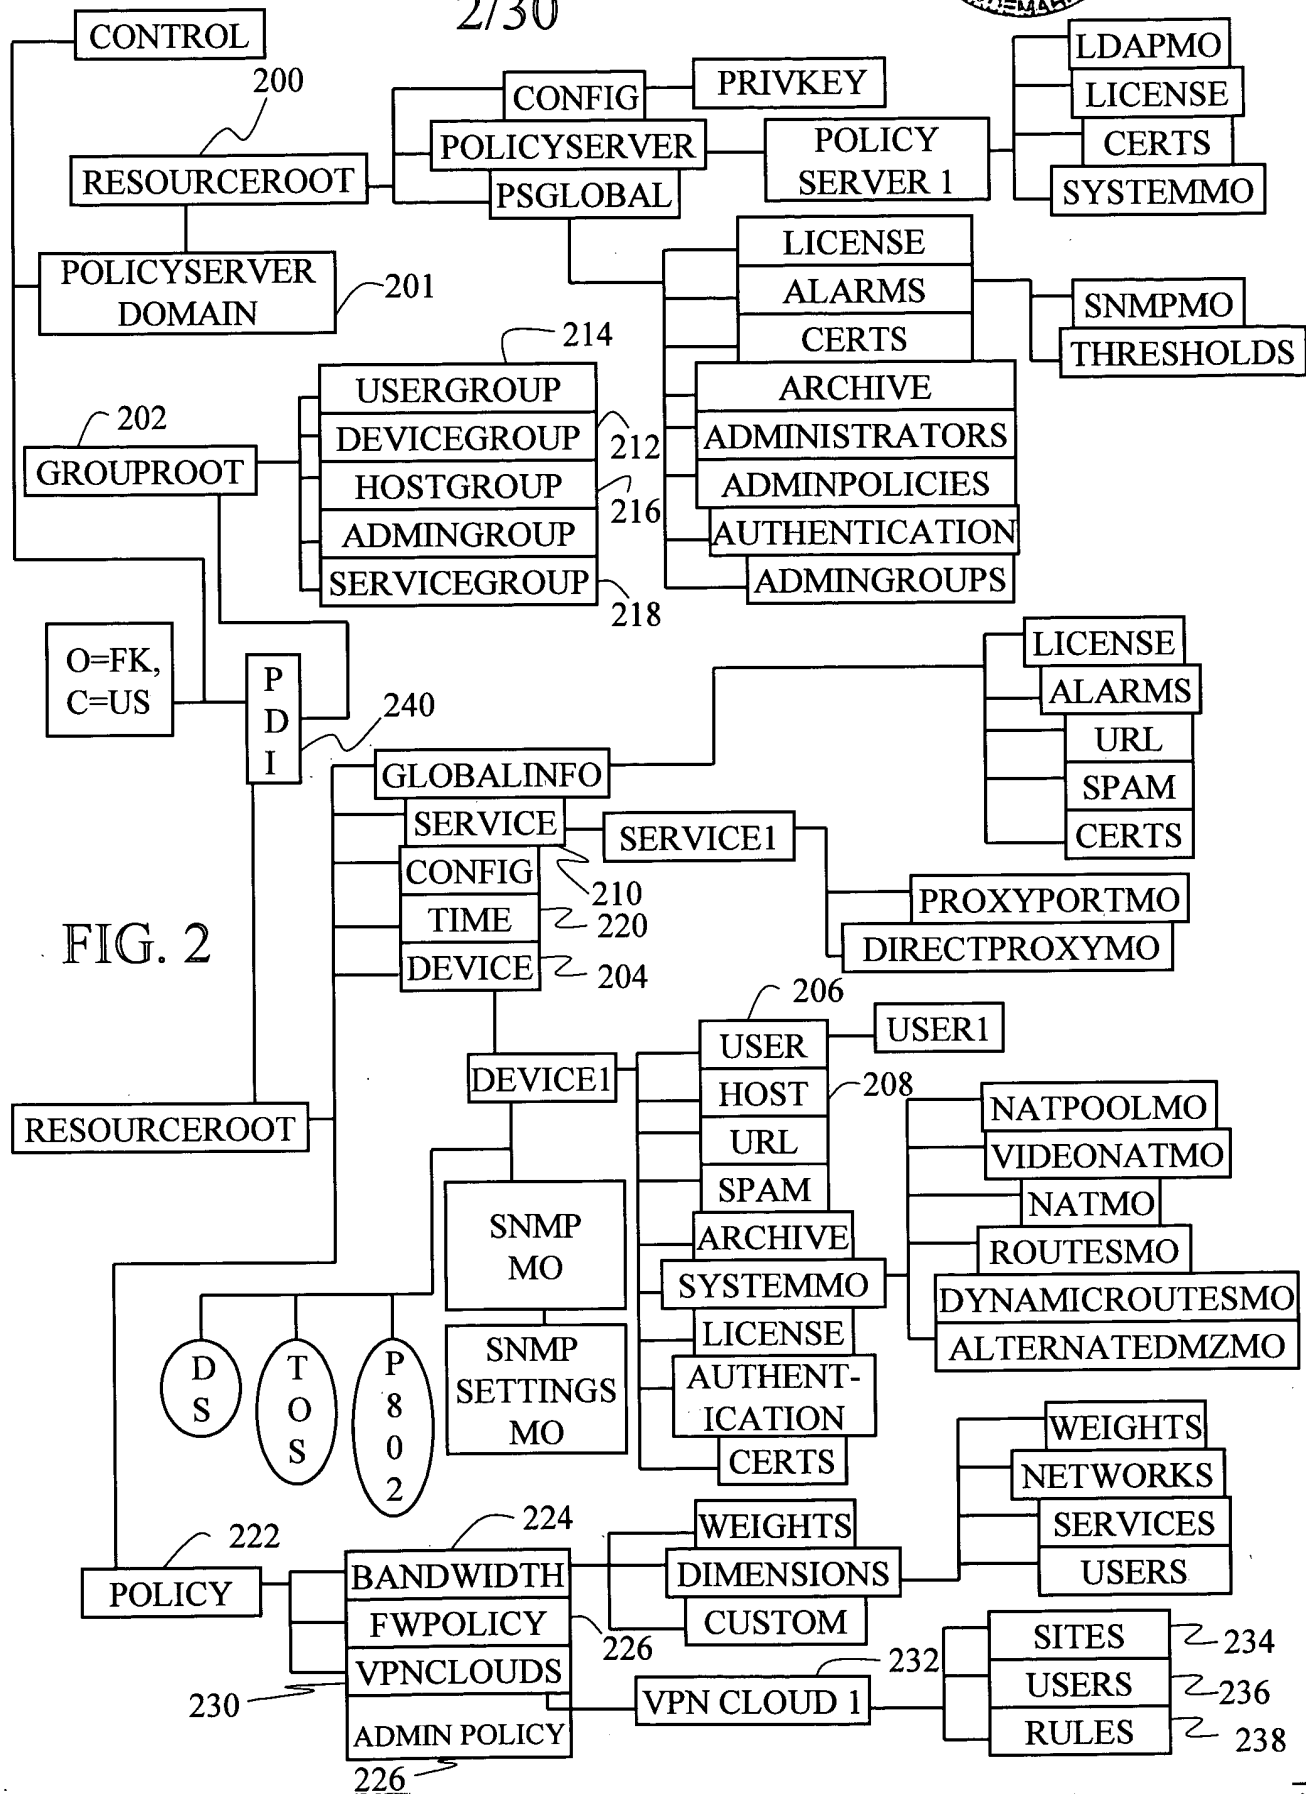 2/30
CONTROL
200
RESOURCEROOT
POLICYSERVER
DOMAIN
201
CONFIG
PRIVKEY
POLICYSERVER
PSGLOBAL
POLICY
SERVER 1
LDAPMO
LICENSE
CERTS
SYSTEMMO
LICENSE
ALARMS
CERTS
ARCHIVE
ADMINISTRATORS
ADMINPOLICIES
AUTHENTICATION
ADMINGROUPS
SNMPMO
THRESHOLDS
214
USERGROUP
DEVICEGROUP
212
HOSTGROUP
216
ADMINGROUP
SERVICEGROUP
218
202
GROUPROOT
O=FK,
C=US
P
D
I
240
GLOBALINFO
SERVICE
210
CONFIG
TIME
220
DEVICE
204
SERVICE1
LICENSE
ALARMS
URL
SPAM
CERTS
PROXYPORTMO
DIRECTPROXYMO
FIG. 2
206
USER
USER1
HOST
208
URL
SPAM
ARCHIVE
SYSTEMMO
LICENSE
AUTHENT-
ICATION
CERTS
DEVICE1
RESOURCEROOT
NATPOOLMO
VIDEONATMO
NATMO
ROUTESMO
DYNAMICROUTESMO
ALTERNATEDMZMO
SNMP
MO
SNMP
SETTINGS
MO
D
S
T
O
S
P
8
0
2
222
POLICY
224
BANDWIDTH
FWPOLICY
226
VPNCLOUDS
230
ADMIN POLICY
226
WEIGHTS
DIMENSIONS
CUSTOM
WEIGHTS
NETWORKS
SERVICES
USERS
232
VPN CLOUD 1
SITES
234
USERS
236
RULES
238